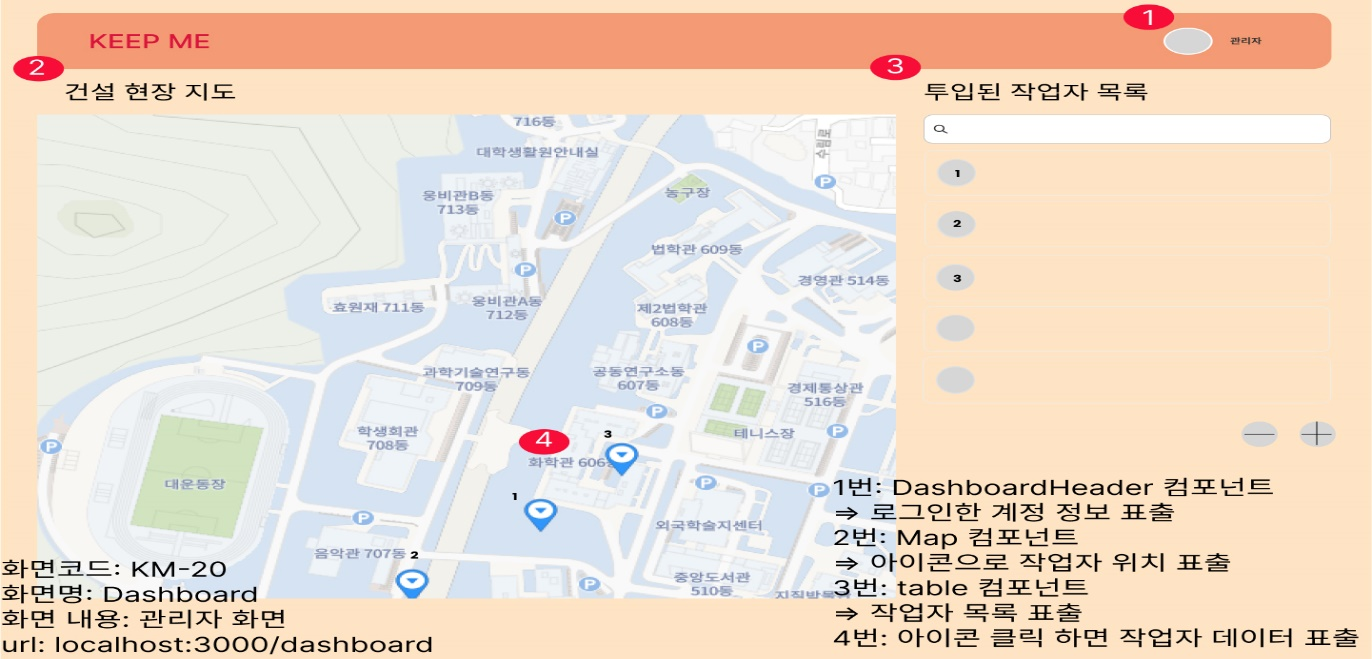 1
KEEP ME
관리자
2
3
건설 현장 지도
투입된 작업자 목록
716동
대학생활원안내실
수림로
P
웅비관B동
713동
농구장
P
법학관 609동
P
경영관 514동
효원재 711동
웅비관A동
712동
제2법학관
608동
P
과학기술연구동
709동
공동연구소동
607동
경제통상관
516동
P
학생회관
708동
테니스장
P
4
3
화학관 606동
P
대운동장
1
P
P
P
외국학술지센터
음악관 707동
2
중앙도서관
510동
P
1
2
3
1번: DashboardHeader 컴포넌트
⇒ 로그인한 계정 정보 표출
2번: Map 컴포넌트
⇒ 아이콘으로 작업자 위치 표출
3번: table 컴포넌트
⇒ 작업자 목록 표출
4번: 아이콘 클릭 하면 작업자 데이터 표출
화면코드: KM-20
화면명: Dashboard
화면 내용: 관리자 화면
url: localhost:3000/dashboard